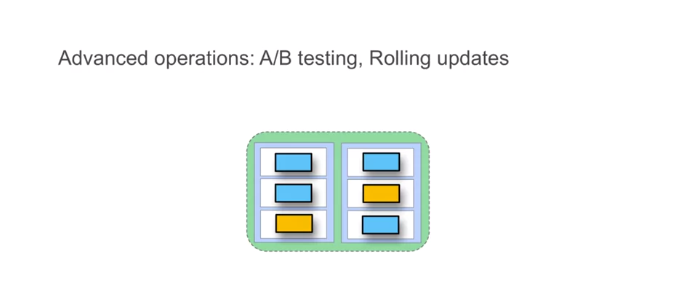 Advanced operations: A/B testing, Rolling updates